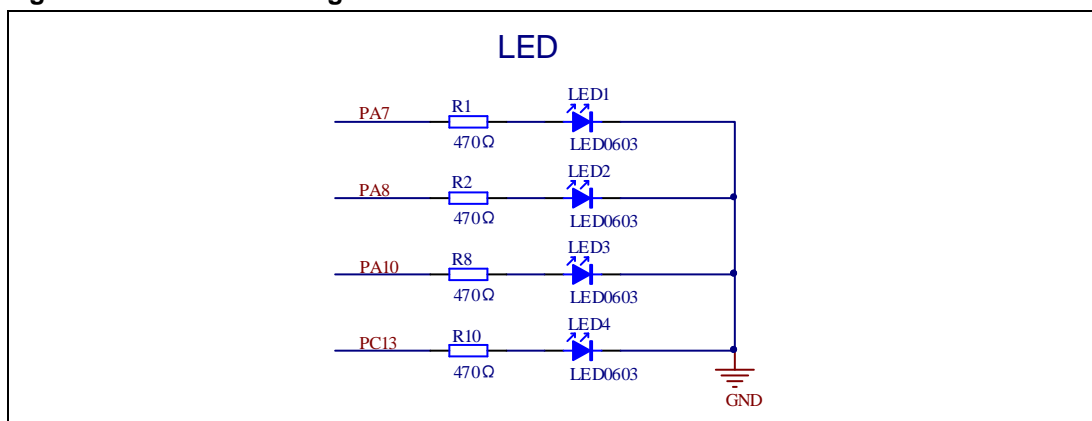 LED
LED1
PA7 R1
470Ω LED0603
LED2
PA8 R2
470Ω LED0603
LED3
PA10 R8
470Ω LED0603
LED4
PC13 R10
470Ω LED0603
GND